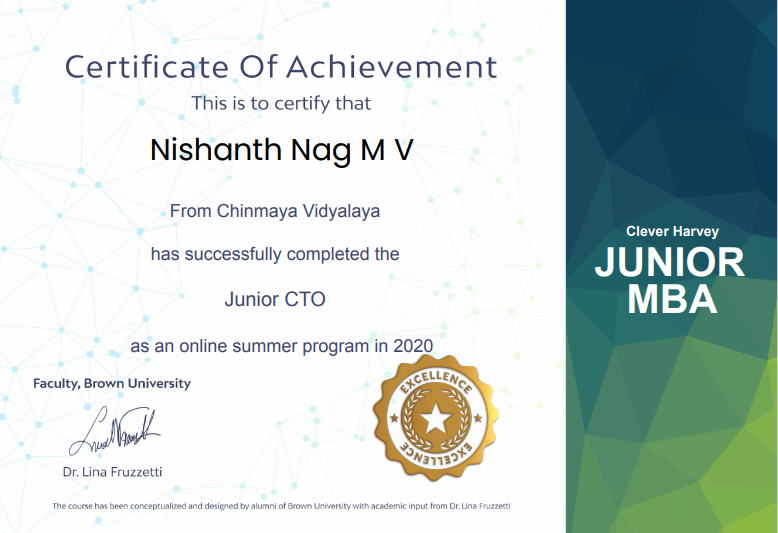 Certificate Of Achievement
This is to certify that
Nishanth Nag M V
From Chinmaya Vidyalaya
has successfully completed the
Junior CTO
as an online summer program in 2020
Faculty, Brown University
Dr. Lina Fruzzetti
EXCELLENCE
EXCELLENCE
The course has been conceptualized and designed by alumni of Brown University with academic input from Dr. Lina Fruzzetti
Clever Harvey
JUNIOR
MBA